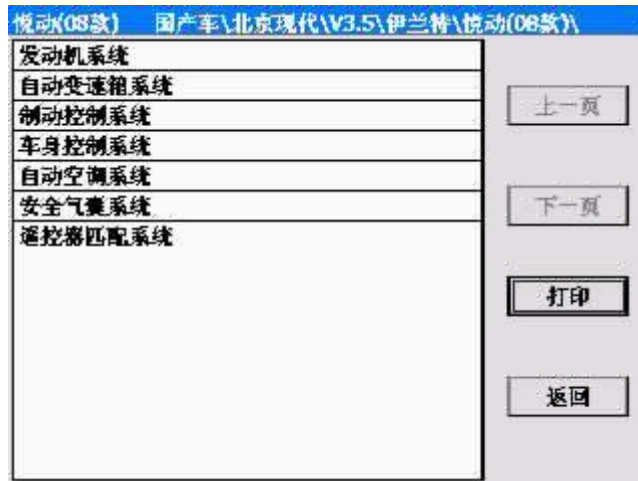 悦动(08款) 国产车\北京现代\V3.5\伊兰特\悦动(08款)\
发动机系统
自动变速箱系统
制动控制系统
车身控制系统
自动空调系统
安全气囊系统
遥控器匹配系统
上一页
下一页
打印
返回